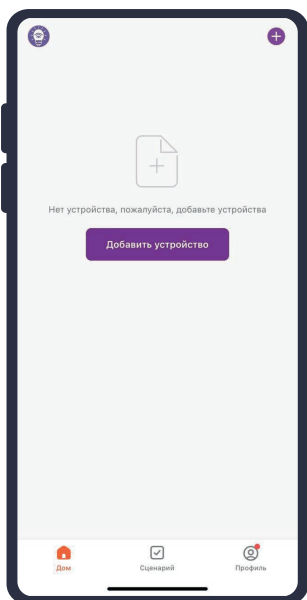 Нет устройства, пожалуйста, добавьте устройства
Добавить устройство
Дом
Сценарий
Профиль